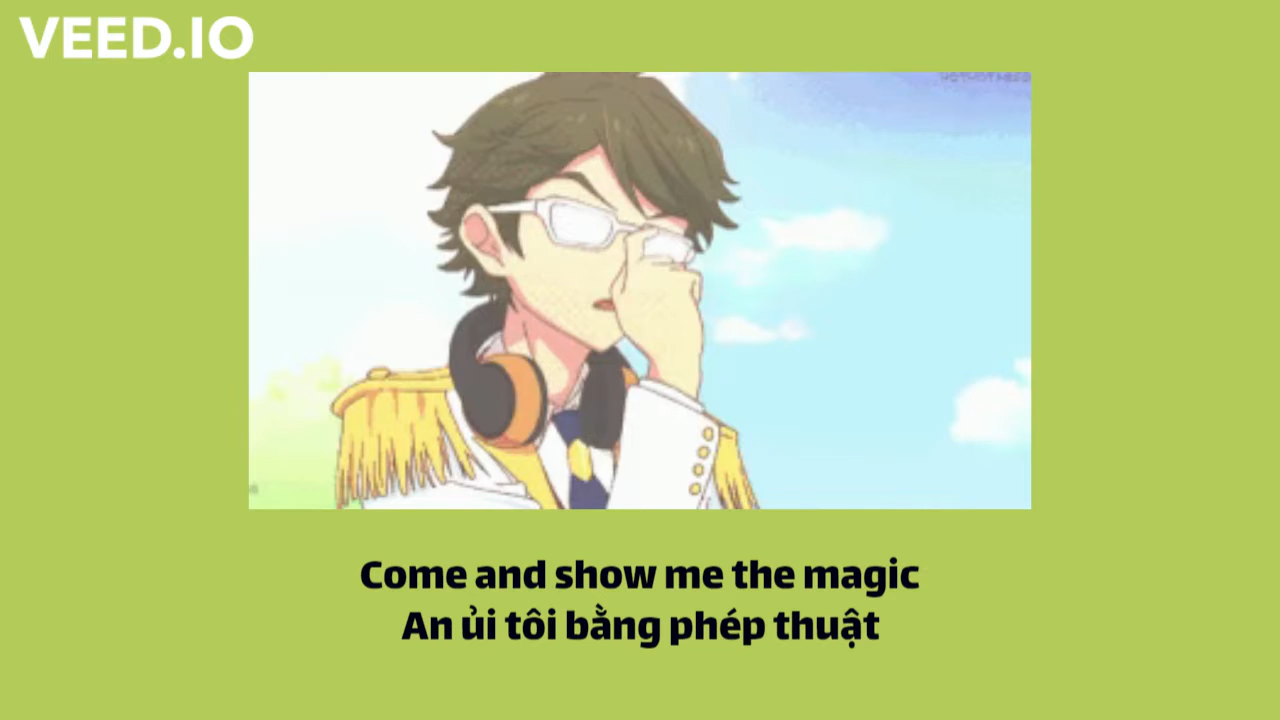 VEED.IO
Come and show me the magic
An ủi tôi bằng phép thuật